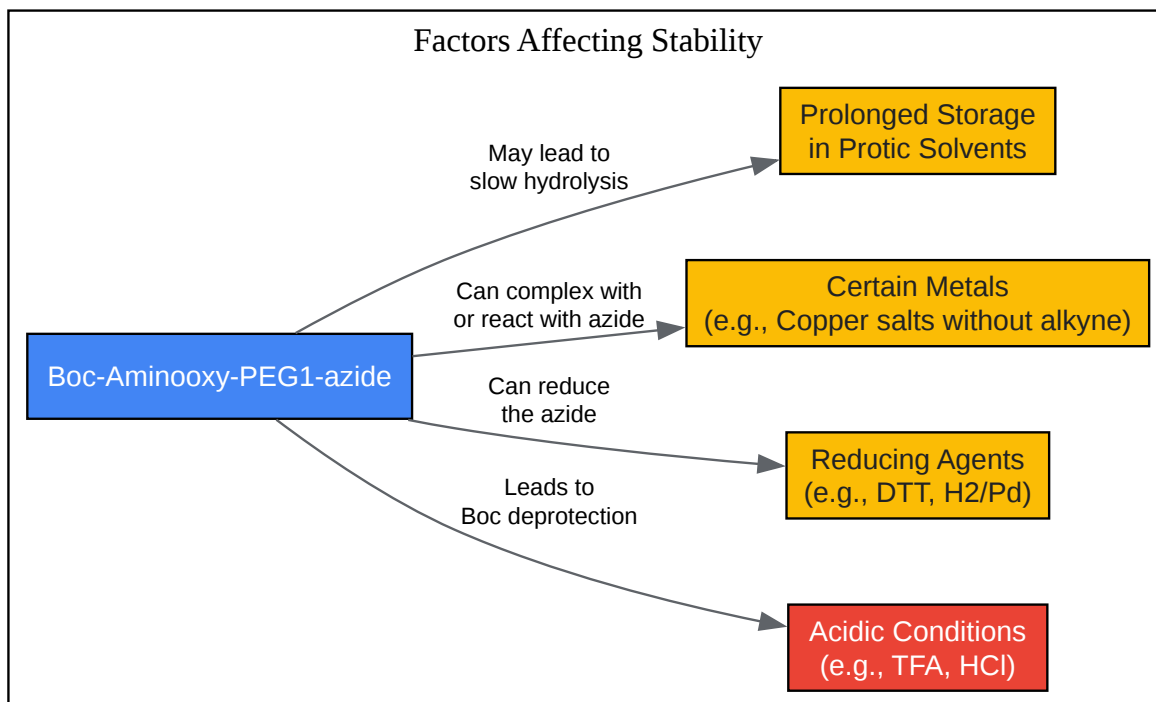 Factors Affecting Stability
Prolonged Storage
in Protic Solvents
May lead to
slow hydrolysis
Certain Metals
(e.g., Copper salts without alkyne)
Can complex with
or react with azide
Boc-Aminooxy-PEG1-azide
Can reduce
the azide
Reducing Agents
(e.g., DTT, H2/Pd)
Leads to
Boc deprotection
Acidic Conditions
(e.g., TFA, HCl)